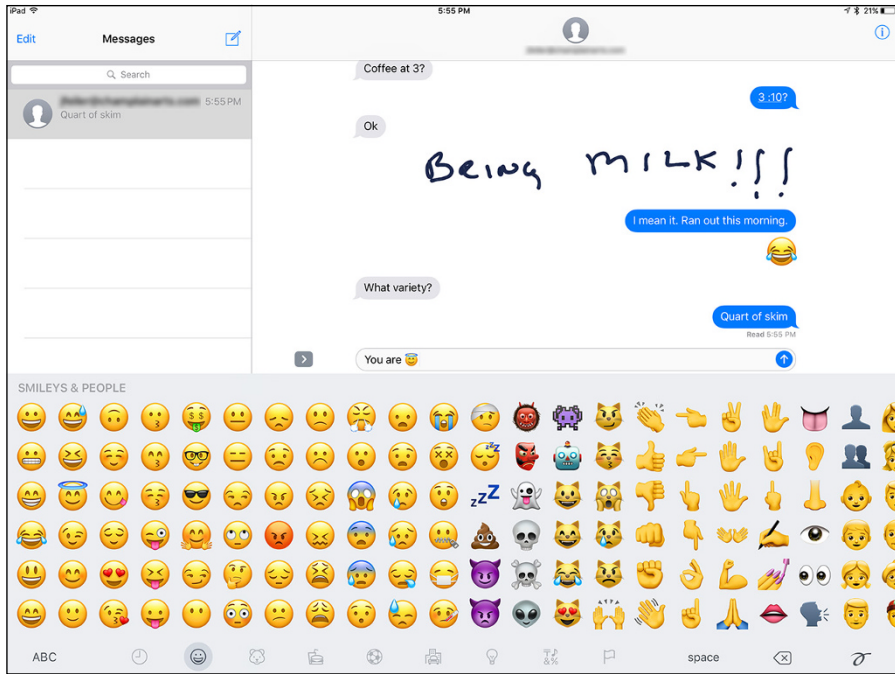 iPad 5:55 PM 21%
Edit Messages
Search
5:55 PM
Quart of skim
Coffee at 3?
3:10?
Ok
Being MILK!!!
I mean it. Ran out this morning.
What variety?
Quart of skim
Read 5:55 PM
You are 😇
SMILEYS & PEOPLE
ABC space